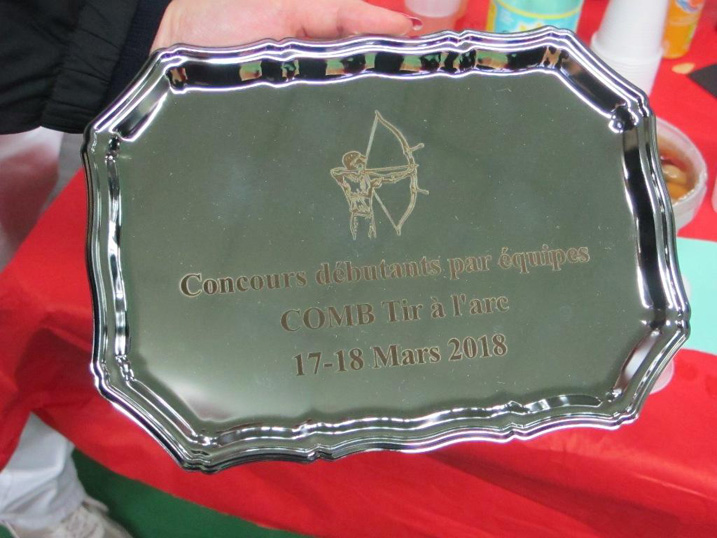 Concours débutants par équipes
COMB Tir à l'arc
17-18 Mars 2018